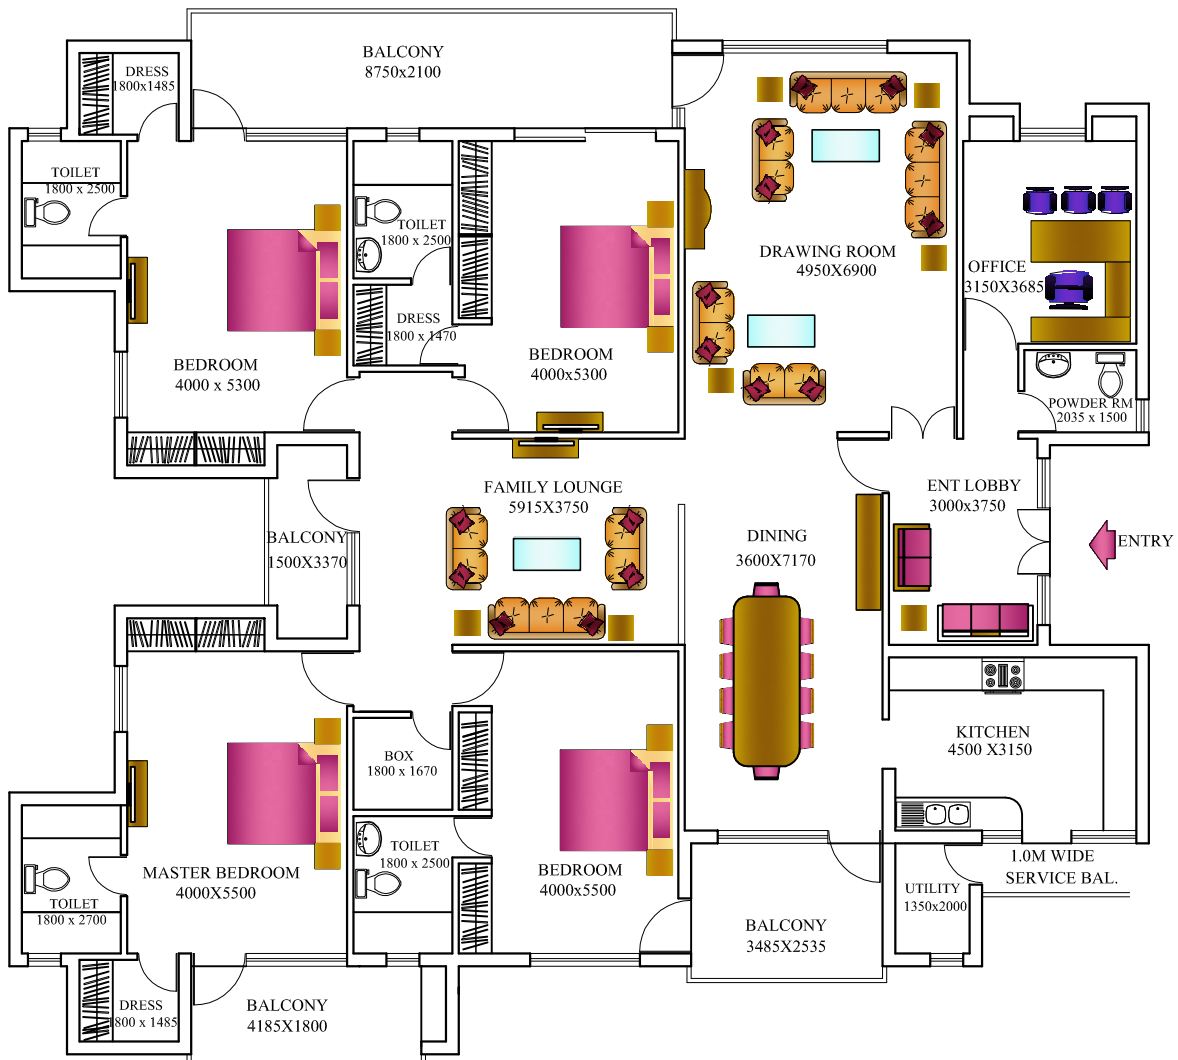 BALCONY
8750x2100
DRESS
1800x1485
TOILET
1800 x 2500
TOILET
1800 x 2500
DRAWING ROOM
4950X6900
OFFICE
3150X3685
DRESS
1800 x 1470
BEDROOM
4000 x 5300
BEDROOM
4000x5300
POWDER RM
2035 x 1500
FAMILY LOUNGE
5915X3750
ENT LOBBY
3000x3750
BALCONY
1500X3370
DINING
3600X7170
ENTRY
BOX
1800 x 1670
KITCHEN
4500 X3150
TOILET
1800 x 2500
MASTER BEDROOM
4000X5500
BEDROOM
4000x5500
1.0M WIDE
SERVICE BAL.
TOILET
1800 x 2700
UTILITY
1350x2000
BALCONY
3485X2535
DRESS
1800 x 1485
BALCONY
4185X1800